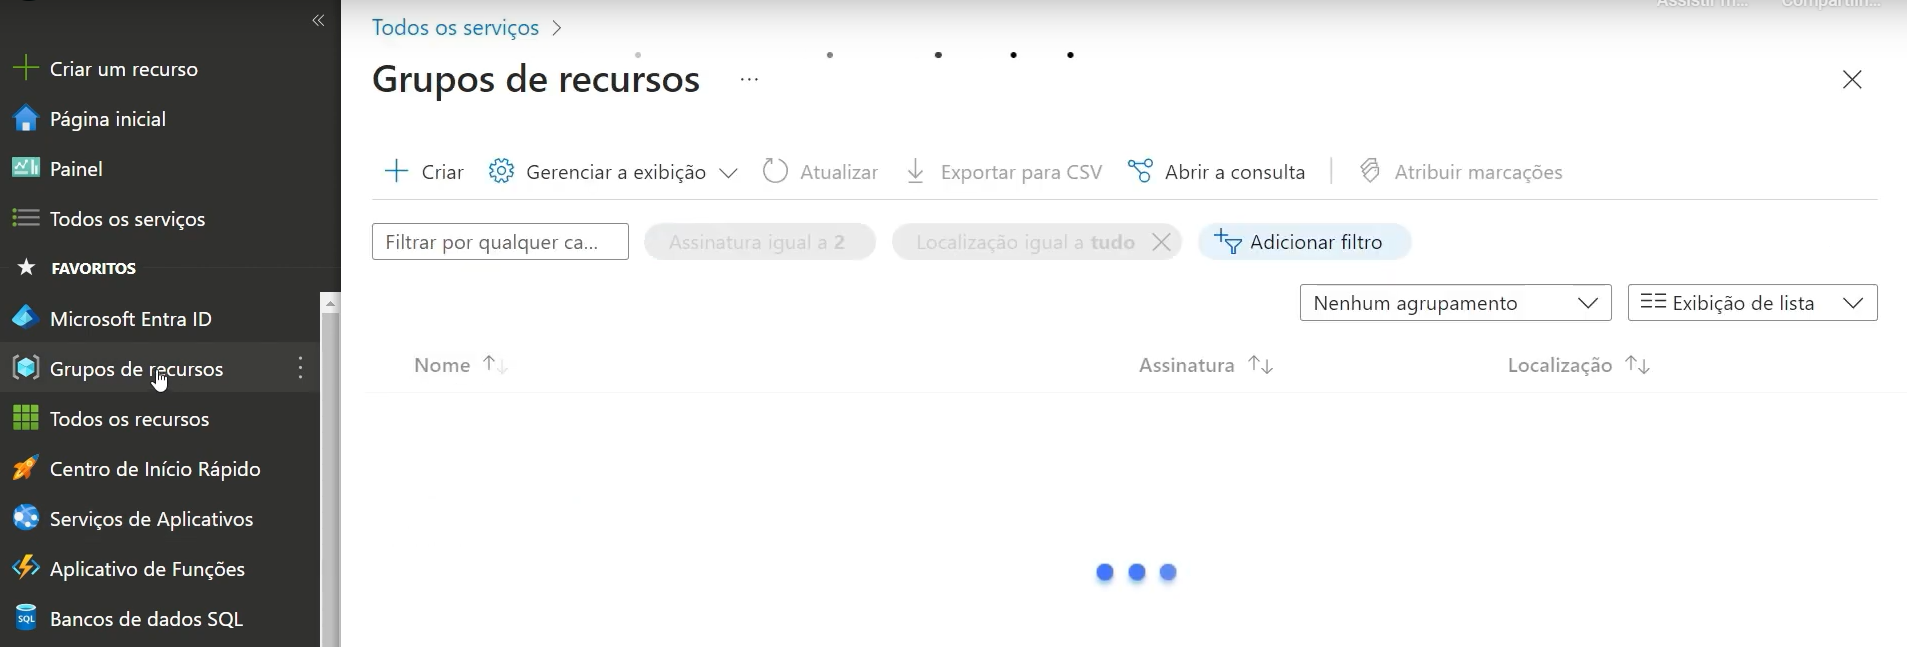 Criar um recurso
Página inicial
Painel
Todos os serviços
FAVORITOS
Microsoft Entra ID
Grupos de recursos
Todos os recursos
Centro de Início Rápido
Serviços de Aplicativos
Aplicativo de Funções
Bancos de dados SQL
Todos os serviços
Grupos de recursos
Criar
Gerenciar a exibição
Atualizar
Exportar para CSV
Abrir a consulta
Atribuir marcações
Filtrar por qualquer ca...
Assinatura igual a 2
Localização igual a tudo
Adicionar filtro
Nenhum agrupamento
Exibição de lista
Nome
Assinatura
Localização